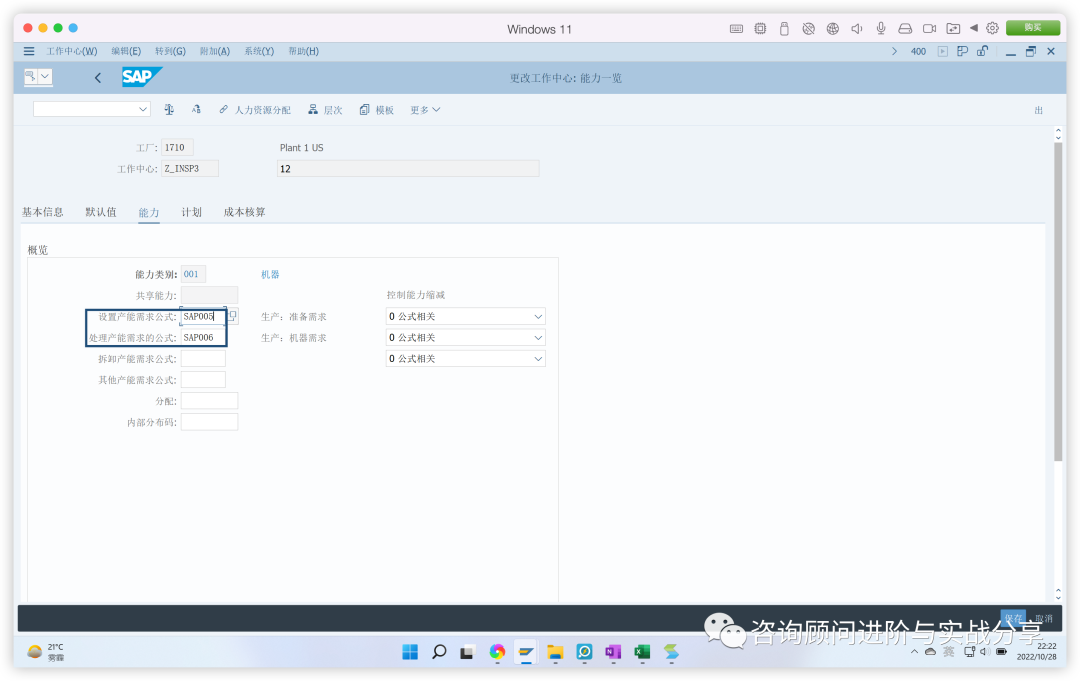 Windows 11
购买
工作中心(W) 编辑(E) 转到(G) 附加(A) 系统(Y) 帮助(H)
400
SAP
更改工作中心: 能力一览
人力资源分配 层次 模板 更多
出
工厂: 1710 Plant 1 US
工作中心: Z_INSP3 12
基本信息 默认值 能力 计划 成本核算
概览
能力类别: 001 机器
共享能力: 控制能力缩减
设置产能需求公式: SAP005 生产: 准备需求 0 公式相关
处理产能需求的公式: SAP006 生产: 机器需求 0 公式相关
拆卸产能需求公式: 0 公式相关
其他产能需求公式:
分配:
内部分布码:
保存 取消
咨询顾问进阶与实战分享
21°C
雾霾
英
22:22
2022/10/28